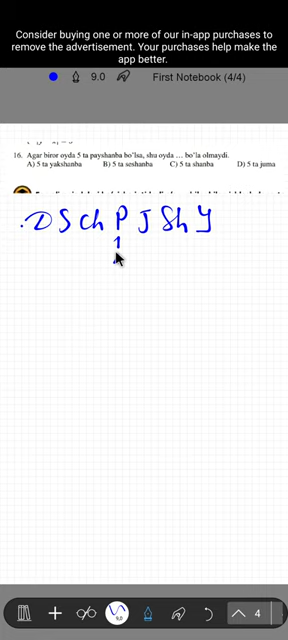 Consider buying one or more of our in-app purchases to
remove the advertisement. Your purchases help make the
app better.
9.0 First Notebook (4/4)
16. Agar biror oyda 5 ta payshanba bo'lsa, shu oyda ... bo'la olmaydi.
A) 5 ta yakshanba B) 5 ta seshanba C) 5 ta shanba D) 5 ta juma
D S Ch P J Sh Y
1
9,0 4